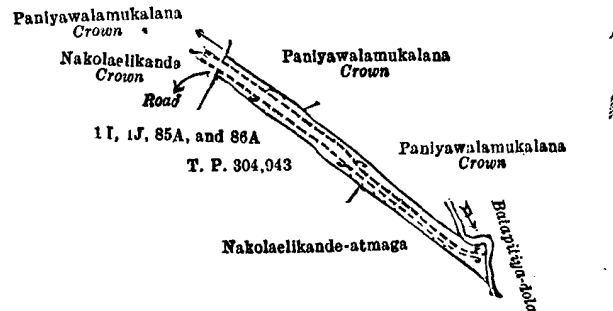 Paniyawalamukalana
Crown
Nakolaelikanda
Crown
Road
Paniyawalamukalana
Crown
1 I, 1J, 85A, and 86A
T. P. 304,943
Paniyawalamukalana
Crown
Nakolaelikande-atmaga
Batapitiya-dola